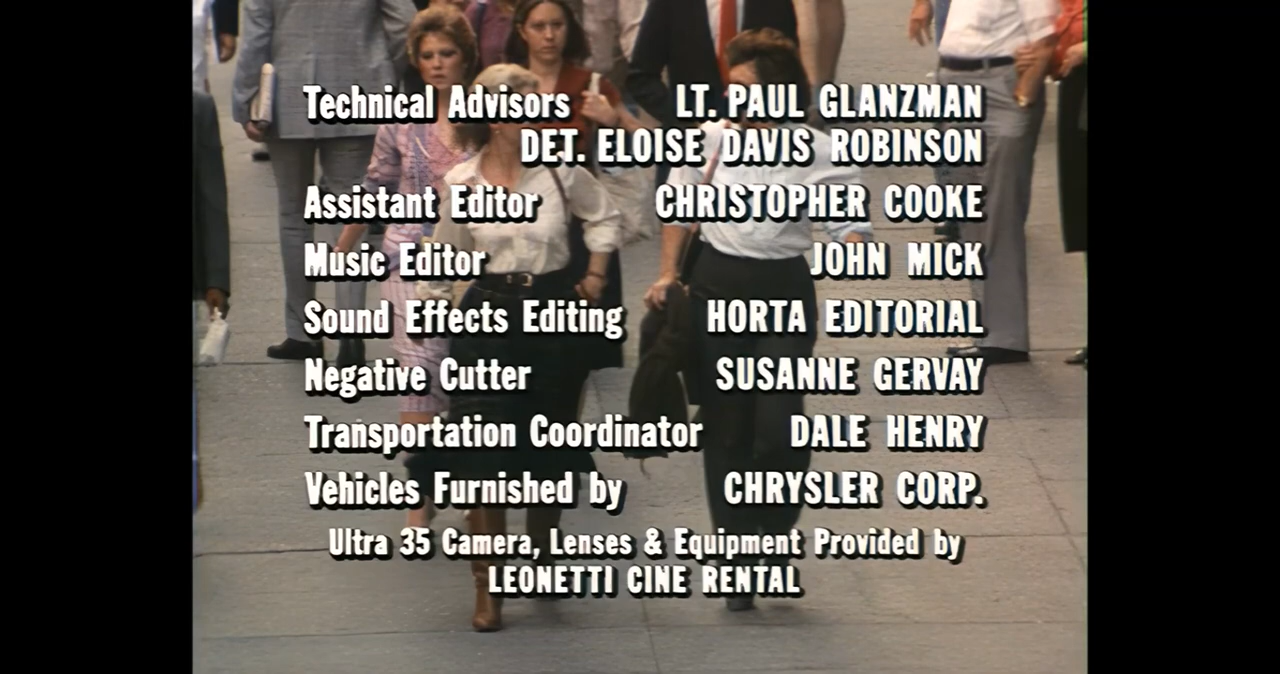 Technical Advisors LT. PAUL GLANZMAN
DET. ELOISE DAVIS ROBINSON
Assistant Editor CHRISTOPHER COOKE
Music Editor JOHN MICK
Sound Effects Editing HORTA EDITORIAL
Negative Cutter SUSANNE GERVAY
Transportation Coordinator DALE HENRY
Vehicles Furnished by CHRYSLER CORP.
Ultra 35 Camera, Lenses & Equipment Provided by
LEONETTI CINE RENTAL